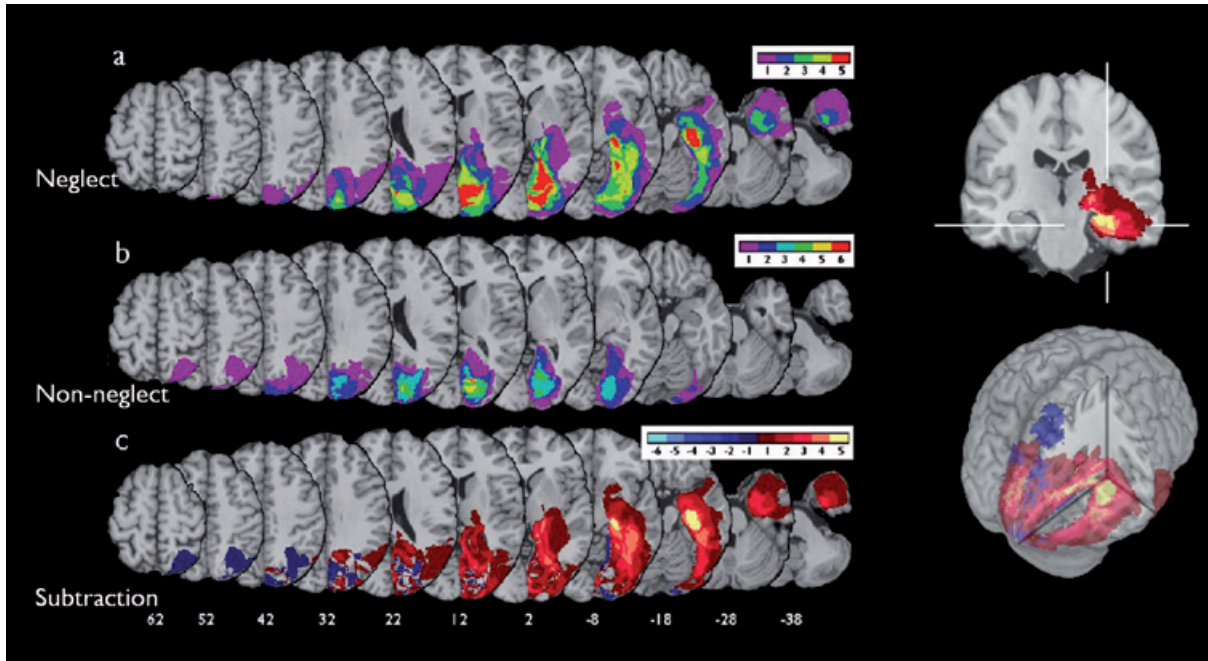 a
1 2 3 4 5
Neglect
b
1 2 3 4 5 6
Non-neglect
c
-6 -5 -4 -3 -2 -1 1 2 3 4 5
Subtraction
62 52 42 32 22 12 2 -8 -18 -28 -38